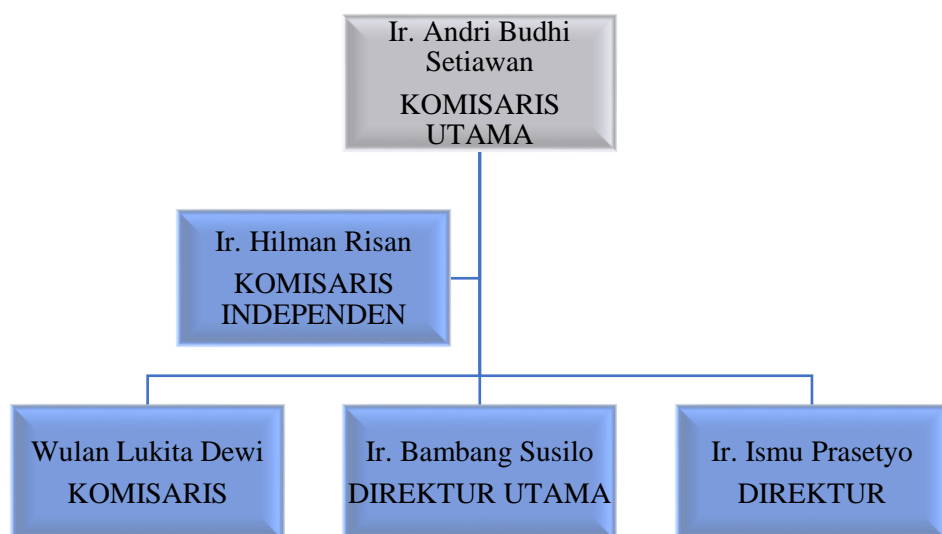 Ir. Andri Budhi
Setiawan
KOMISARIS
UTAMA
Ir. Hilman Risan
KOMISARIS
INDEPENDEN
Wulan Lukita Dewi
KOMISARIS
Ir. Bambang Susilo
DIREKTUR UTAMA
Ir. Ismu Prasetyo
DIREKTUR